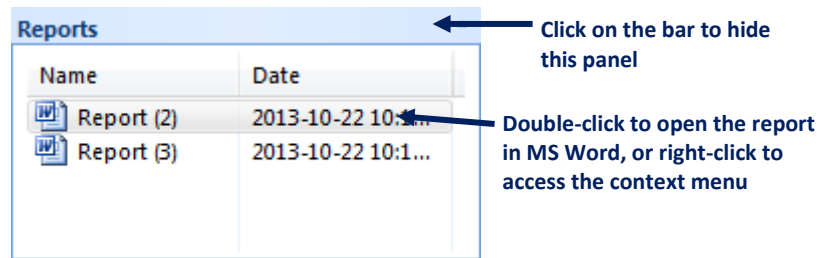 Reports
Click on the bar to hide
this panel
Name Date
Report (2) 2013-10-22 10:1...
Double-click to open the report
in MS Word, or right-click to
access the context menu
Report (3) 2013-10-22 10:1...